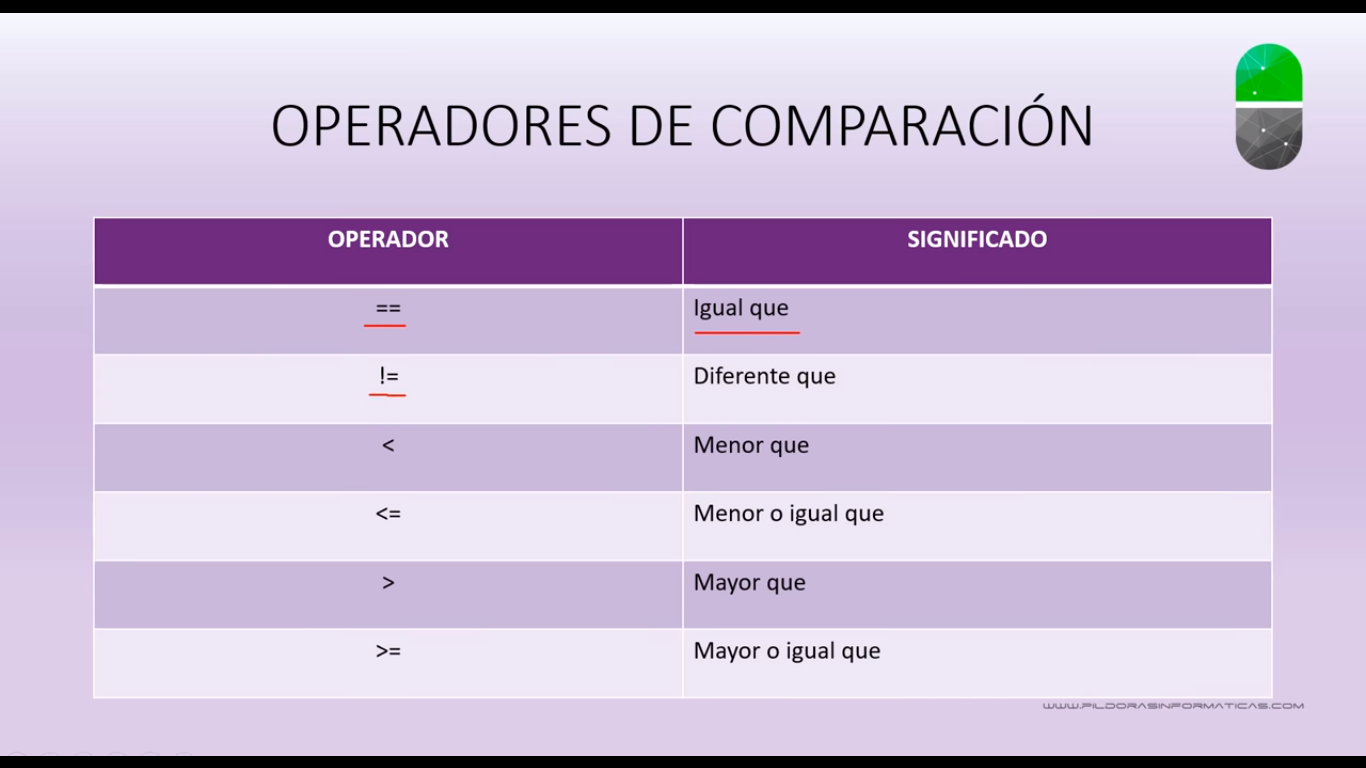 OPERADORES DE COMPARACIÓN
OPERADOR SIGNIFICADO
== Igual que
!= Diferente que
< Menor que
<= Menor o igual que
> Mayor que
>= Mayor o igual que
WWW.PILDORASINFORMATICAS.COM